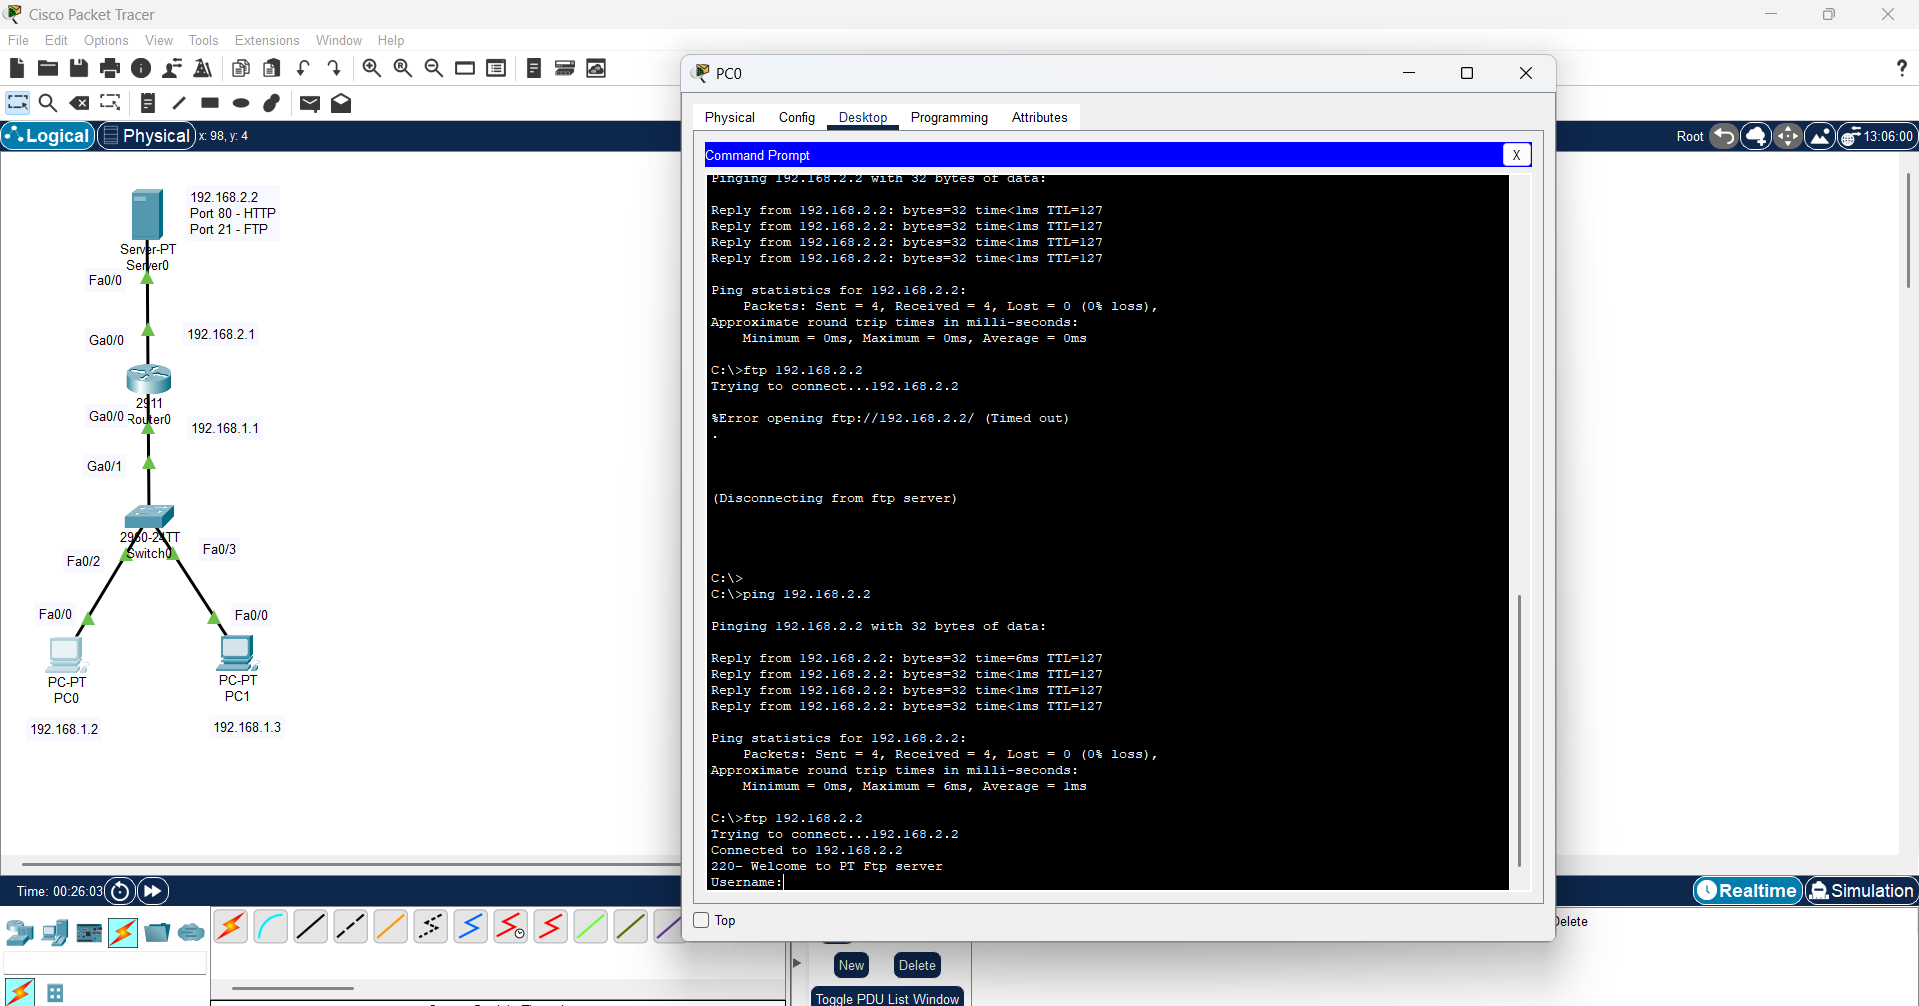 Cisco Packet Tracer
File Edit Options View Tools Extensions Window Help
Logical Physical x: 98, y: 4
Root 13:06:00
192.168.2.2
Port 80 - HTTP
Port 21 - FTP
Server-PT
Server0
Fa0/0
Ga0/0
192.168.2.1
2911
Router0
Ga0/0
192.168.1.1
Ga0/1
2960-24TT
Switch0
Fa0/2
Fa0/3
Fa0/0
Fa0/0
PC-PT
PC0
PC-PT
PC1
192.168.1.2
192.168.1.3
PC0
Physical Config Desktop Programming Attributes
Command Prompt
X
Pinging 192.168.2.2 with 32 bytes of data:
Reply from 192.168.2.2: bytes=32 time<1ms TTL=127
Reply from 192.168.2.2: bytes=32 time<1ms TTL=127
Reply from 192.168.2.2: bytes=32 time<1ms TTL=127
Reply from 192.168.2.2: bytes=32 time<1ms TTL=127
Ping statistics for 192.168.2.2:
Packets: Sent = 4, Received = 4, Lost = 0 (0% loss),
Approximate round trip times in milli-seconds:
Minimum = 0ms, Maximum = 0ms, Average = 0ms
C:\>ftp 192.168.2.2
Trying to connect...192.168.2.2
%Error opening ftp://192.168.2.2/ (Timed out)
.
(Disconnecting from ftp server)
C:\>
C:\>ping 192.168.2.2
Pinging 192.168.2.2 with 32 bytes of data:
Reply from 192.168.2.2: bytes=32 time=6ms TTL=127
Reply from 192.168.2.2: bytes=32 time<1ms TTL=127
Reply from 192.168.2.2: bytes=32 time<1ms TTL=127
Reply from 192.168.2.2: bytes=32 time<1ms TTL=127
Ping statistics for 192.168.2.2:
Packets: Sent = 4, Received = 4, Lost = 0 (0% loss),
Approximate round trip times in milli-seconds:
Minimum = 0ms, Maximum = 6ms, Average = 1ms
C:\>ftp 192.168.2.2
Trying to connect...192.168.2.2
Connected to 192.168.2.2
220- Welcome to PT Ftp server
Username:
Top
Time: 00:26:03
Realtime Simulation
Delete
New Delete
Toggle PDU List Window